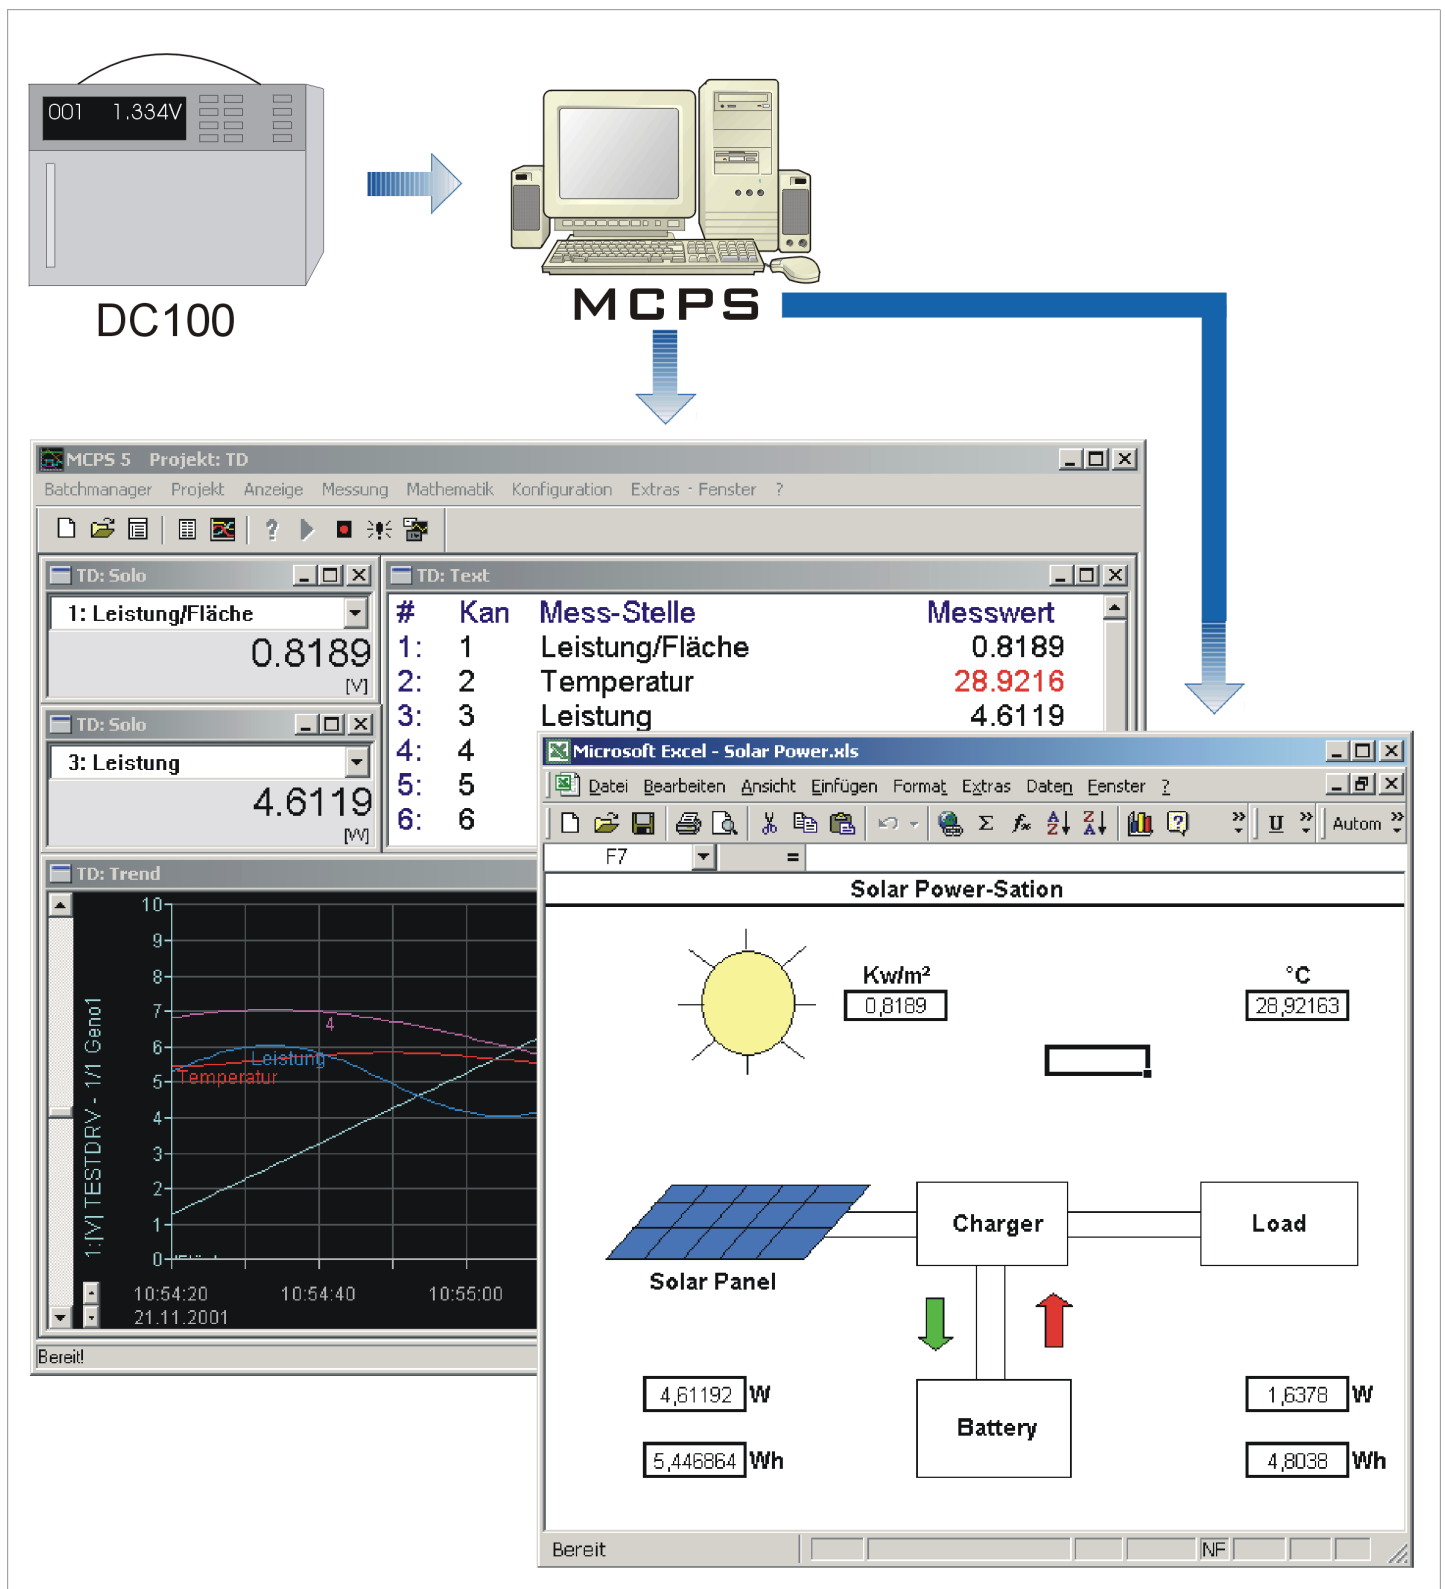 001 1.334V
DC100
MCPS
MCPS 5 Projekt: TD
Batchmanager Projekt Anzeige Messung Mathematik Konfiguration Extras - Fenster ?
TD: Solo
1: Leistung/Fläche
0.8189
[V]
TD: Solo
3: Leistung
4.6119
[W]
TD: Text
# Kan Mess-Stelle Messwert
1: 1 Leistung/Fläche 0.8189
2: 2 Temperatur 28.9216
3: 3 Leistung 4.6119
4: 4
5: 5
6: 6
TD: Trend
1:[V] TESTDRV - 1/1 Geno1
10
9
8
7
6
5
4
3
2
1
0
4
Leistung
Temperatur
10:54:20 10:54:40 10:55:00
21.11.2001
Bereit!
Microsoft Excel - Solar Power.xls
Datei Bearbeiten Ansicht Einfügen Format Extras Daten Fenster ?
U Autom
F7 =
Solar Power-Sation
Kw/m²
0,8189
°C
28,92163
Solar Panel
Charger
Load
Battery
4,61192 W
5,446864 Wh
1,6378 W
4,8038 Wh
Bereit NF